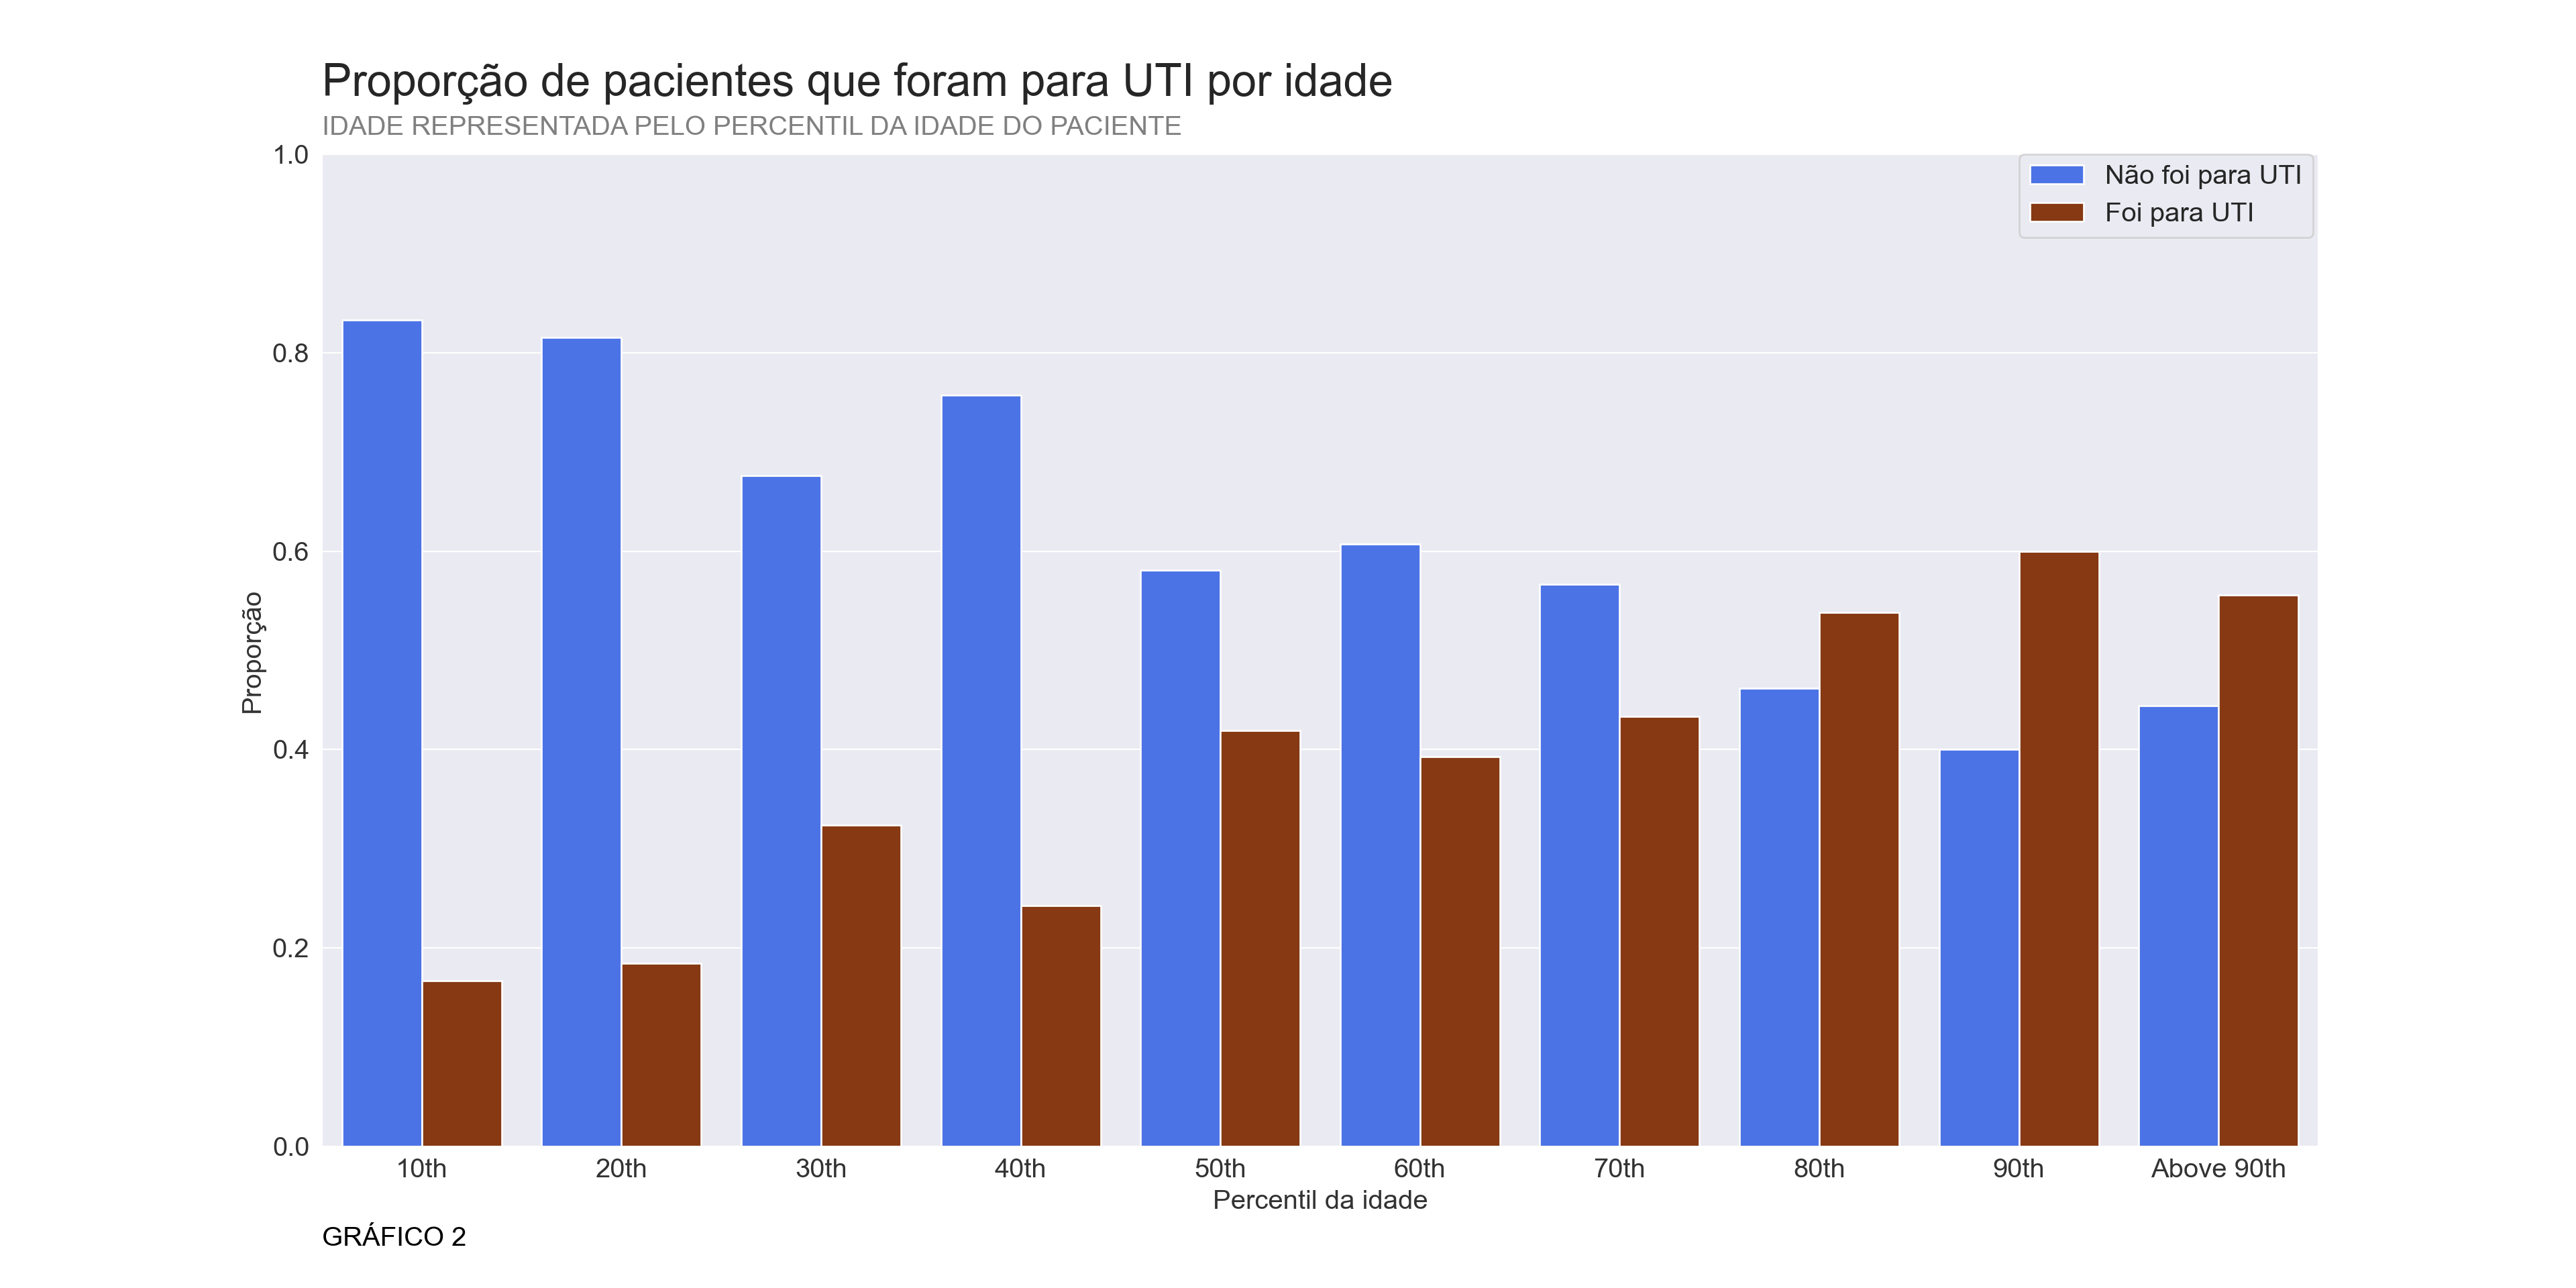 Proporção de pacientes que foram para UTI por idade
IDADE REPRESENTADA PELO PERCENTIL DA IDADE DO PACIENTE
Não foi para UTI
Foi para UTI
1.0
0.8
0.6
0.4
0.2
0.0
Proporção
10th 20th 30th 40th 50th 60th 70th 80th 90th Above 90th
Percentil da idade
GRÁFICO 2